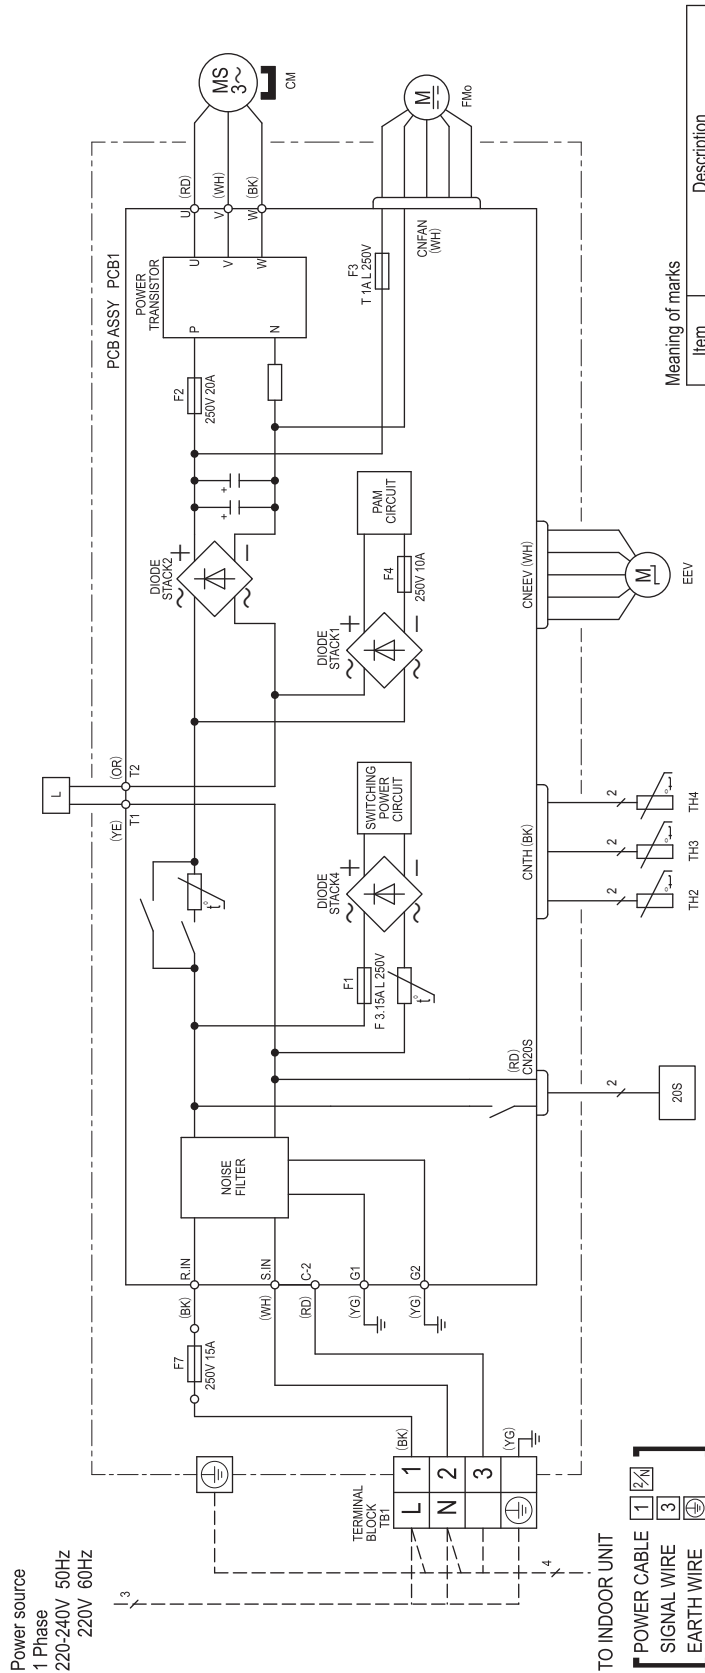 Power source
1 Phase
220-240V 50Hz
220V 60Hz
3
TO INDOOR UNIT
4
POWER CABLE 1 2/N
SIGNAL WIRE 3
EARTH WIRE
TERMINAL
BLOCK
TB1
L 1
N 2
3
(BK)
(YG)
F7
250V 15A
(BK)
R.IN
(WH)
S.IN
(RD)
C-2
(YG)
G1
(YG)
G2
NOISE
FILTER
(RD)
CN20S
2
20S
F1
F 3.15A L 250V
t°
t°
DIODE
STACK4
SWITCHING
POWER
CIRCUIT
L
(YE)
T1
(OR)
T2
CNTH (BK)
2
2
2
TH2
TH3
TH4
DIODE
STACK1
F4
250V 10A
PAM
CIRCUIT
DIODE
STACK2
+
+
CNEEV (WH)
M
EEV
F2
250V 20A
PCB ASSY PCB1
POWER
TRANSISTOR
P
N
U
V
W
U (RD)
V (WH)
W (BK)
MS
3~
CM
F3
T 1A L 250V
CNFAN
(WH)
M
FMo
Meaning of marks
Item Description